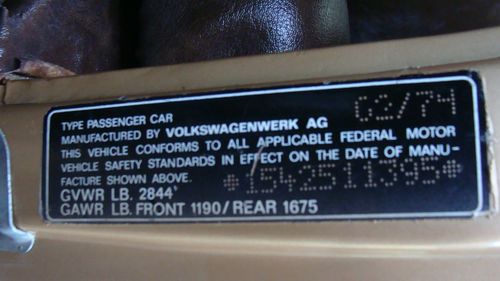 TYPE PASSENGER CAR 02/74
MANUFACTURED BY VOLKSWAGENWERK AG
THIS VEHICLE CONFORMS TO ALL APPLICABLE FEDERAL MOTOR
VEHICLE SAFETY STANDARDS IN EFFECT ON THE DATE OF MANU-
FACTURE SHOWN ABOVE. *1542511395*
GVWR LB. 2844
GAWR LB. FRONT 1190/REAR 1675